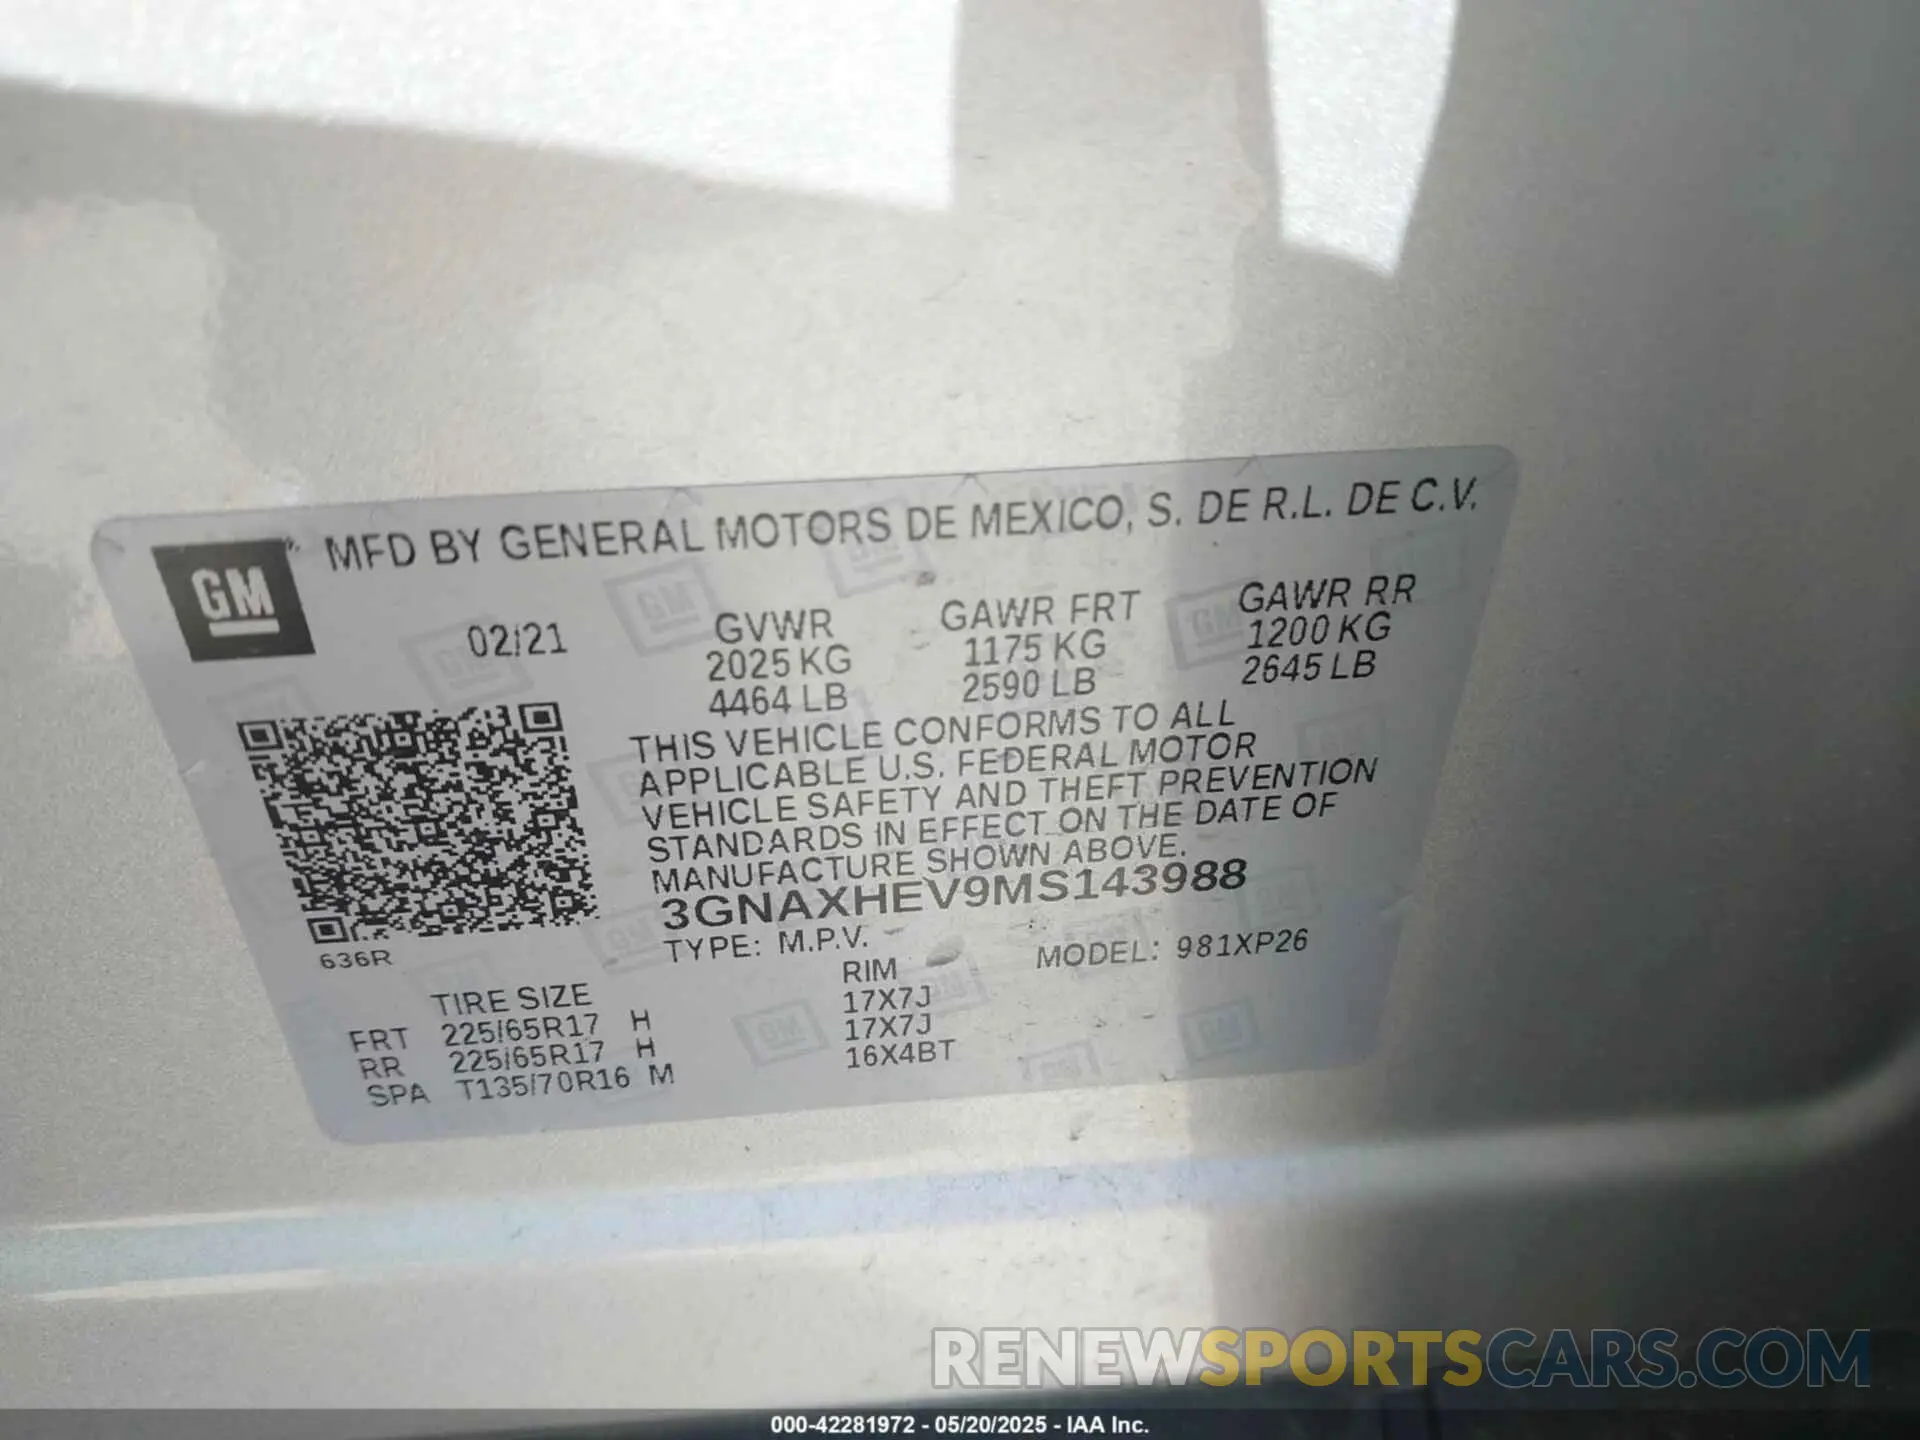 GM
MFD BY GENERAL MOTORS DE MEXICO, S. DE R.L. DE C.V.
02/21
GVWR GAWR FRT GAWR RR
2025 KG 1175 KG 1200 KG
4464 LB 2590 LB 2645 LB
THIS VEHICLE CONFORMS TO ALL
APPLICABLE U.S. FEDERAL MOTOR
VEHICLE SAFETY AND THEFT PREVENTION
STANDARDS IN EFFECT ON THE DATE OF
MANUFACTURE SHOWN ABOVE.
3GNAXHEV9MS143988
TYPE: M.P.V. MODEL: 981XP26
636R
TIRE SIZE RIM
FRT 225/65R17 H 17X7J
RR 225/65R17 H 17X7J
SPA T135/70R16 M 16X4BT
RENEWSPORTSCARS.COM
000-42281972 - 05/20/2025 - IAA Inc.